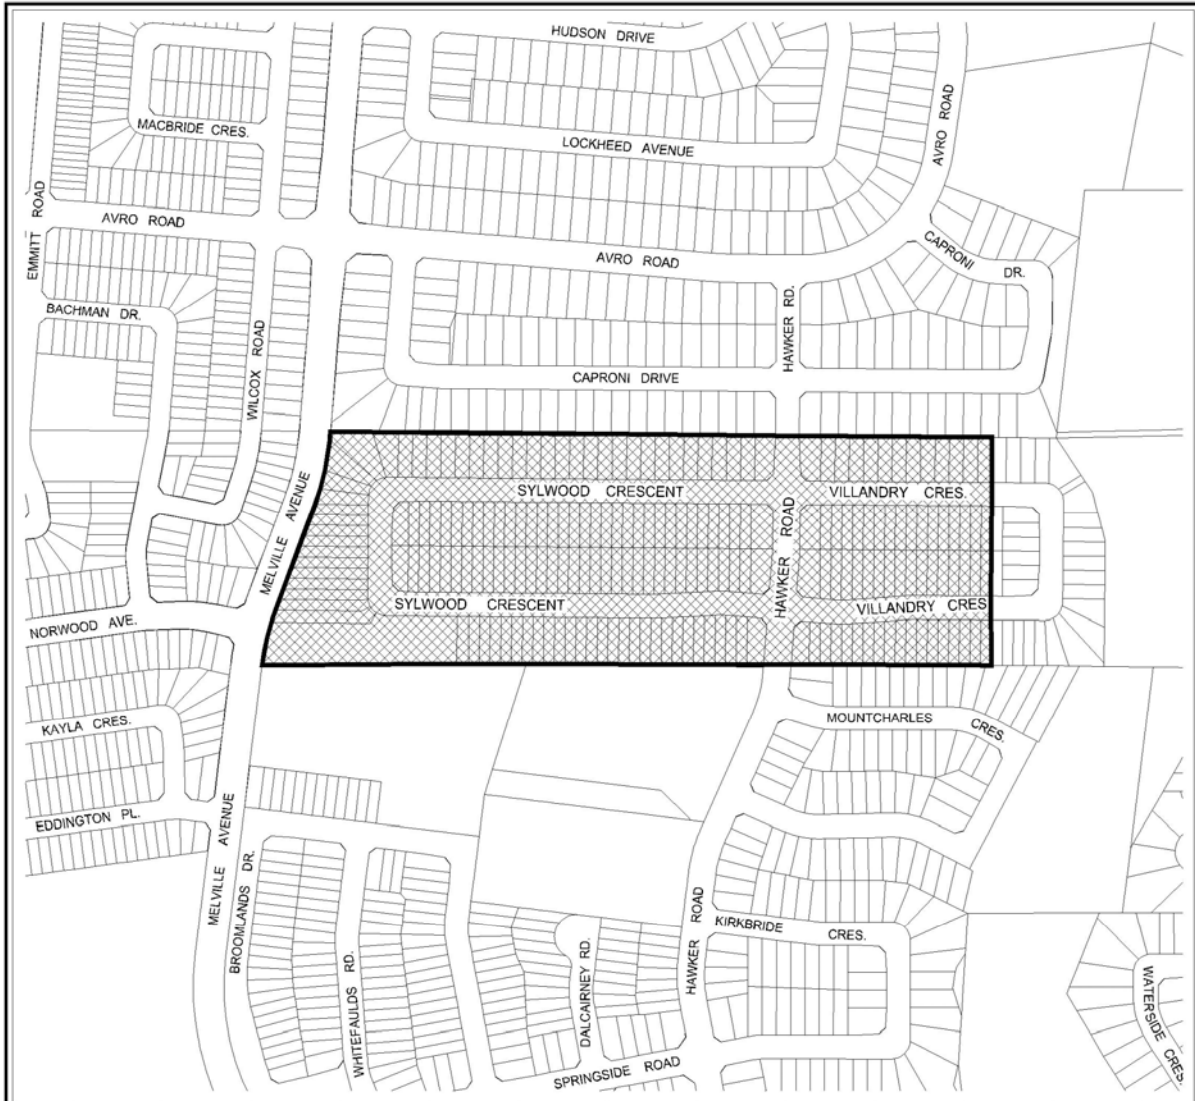 HUDSON DRIVE
MACBRIDE CRES.
LOCKHEED AVENUE
AVRO ROAD
EMMITT ROAD
AVRO ROAD
AVRO ROAD
CAPRONI DR.
BACHMAN DR.
HAWKER RD.
WILCOX ROAD
CAPRONI DRIVE
MELVILLE AVENUE
SYLWOOD CRESCENT
VILLANDRY CRES.
HAWKER ROAD
SYLWOOD CRESCENT
VILLANDRY CRES
NORWOOD AVE.
KAYLA CRES.
MOUNTCHARLES CRES.
EDDINGTON PL.
MELVILLE AVENUE
BROOMLANDS DR.
WHITEFAULDS RD.
DALCAIRNEY RD.
HAWKER ROAD
KIRKBRIDE CRES.
WATERSIDE CRES.
SPRINGSIDE ROAD